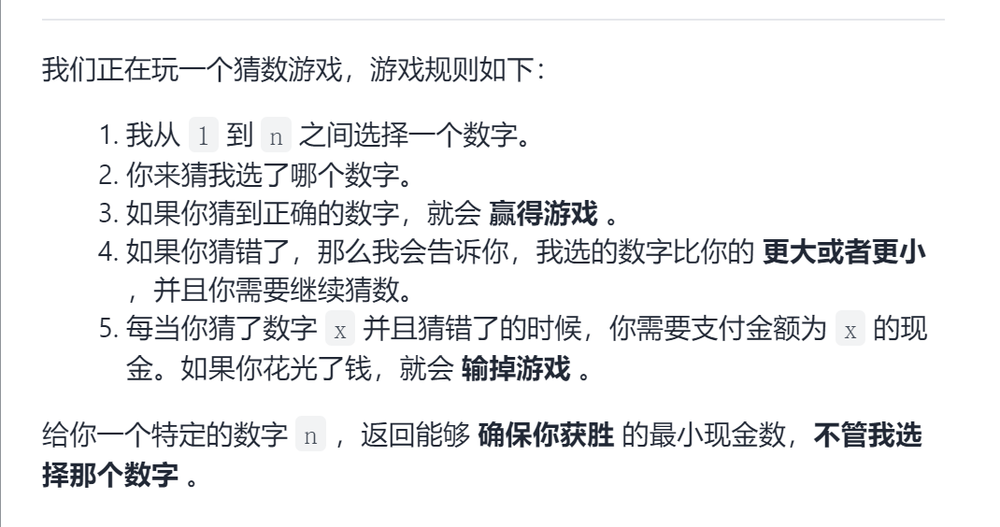 我们正在玩一个猜数游戏，游戏规则如下：
1. 我从 1 到 n 之间选择一个数字。
2. 你来猜我选了哪个数字。
3. 如果你猜到正确的数字，就会 赢得游戏 。
4. 如果你猜错了，那么我会告诉你，我选的数字比你的 更大或者更小
，并且你需要继续猜数。
5. 每当你猜了数字 x 并且猜错了的时候，你需要支付金额为 x 的现
金。如果你花光了钱，就会 输掉游戏 。
给你一个特定的数字 n ，返回能够 确保你获胜 的最小现金数，不管我选
择那个数字 。